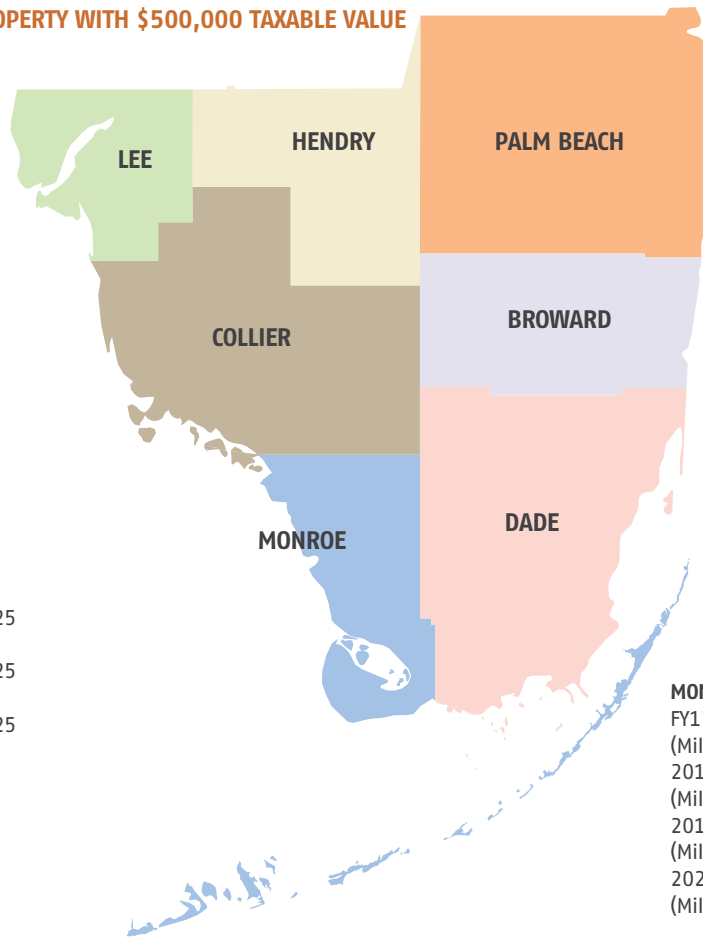 OPERTY WITH $500,000 TAXABLE VALUE
HENDRY
PALM BEACH
LEE
BROWARD
COLLIER
DADE
MONROE
25
25
25
MON
FY1
(Mil
201
(Mil
201
(Mil
202
(Mil